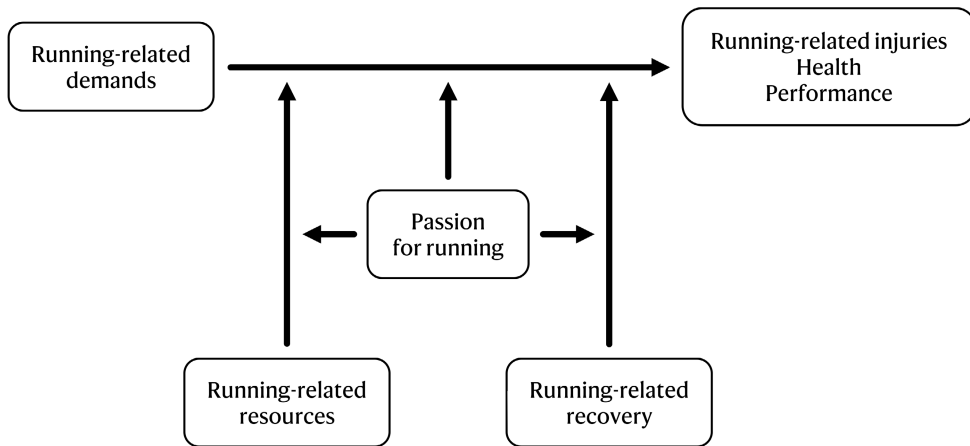 Running-related
demands
Running-related injuries
Health
Performance
Passion
for running
Running-related
resources
Running-related
recovery